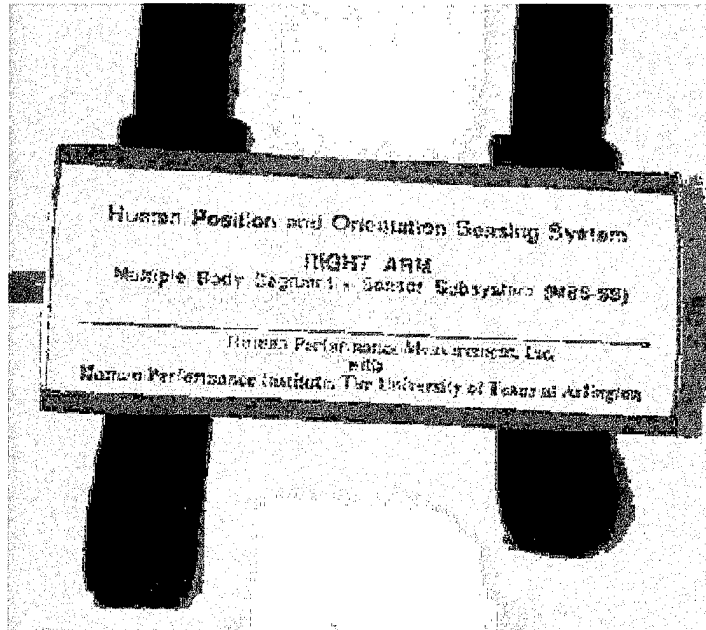 Human Position and Orientation Sensing System
RIGHT ARM
Multiple Body Segment - Sensor Subsystem (MBS-SS)
Human Performance Measurement, Inc.
Human Performance Institute, The University of Texas at Arlington